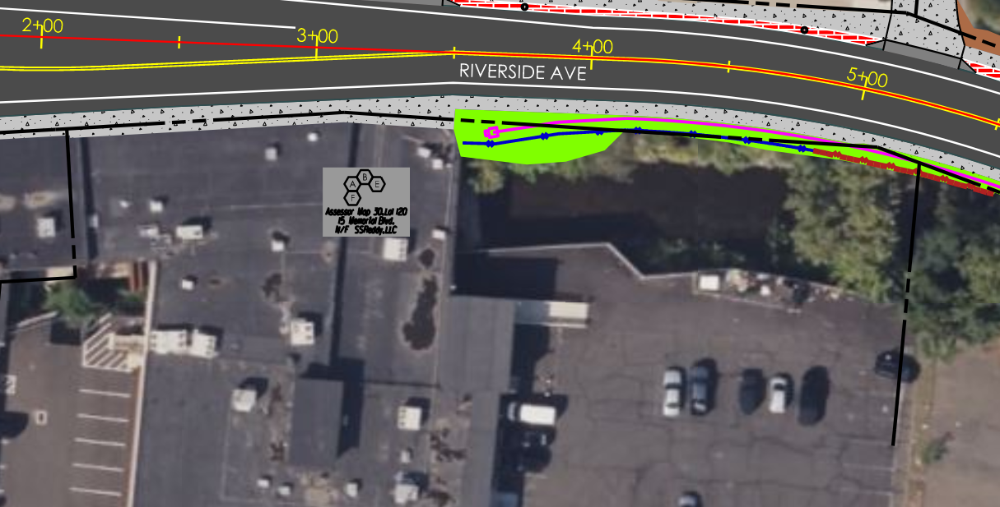 2+00
3+00
4+00
5+00
RIVERSIDE AVE
B
A E
F
Assessor Map 30,Lot 120
15 Memorial Blvd.
N/F SSReddy,LLC